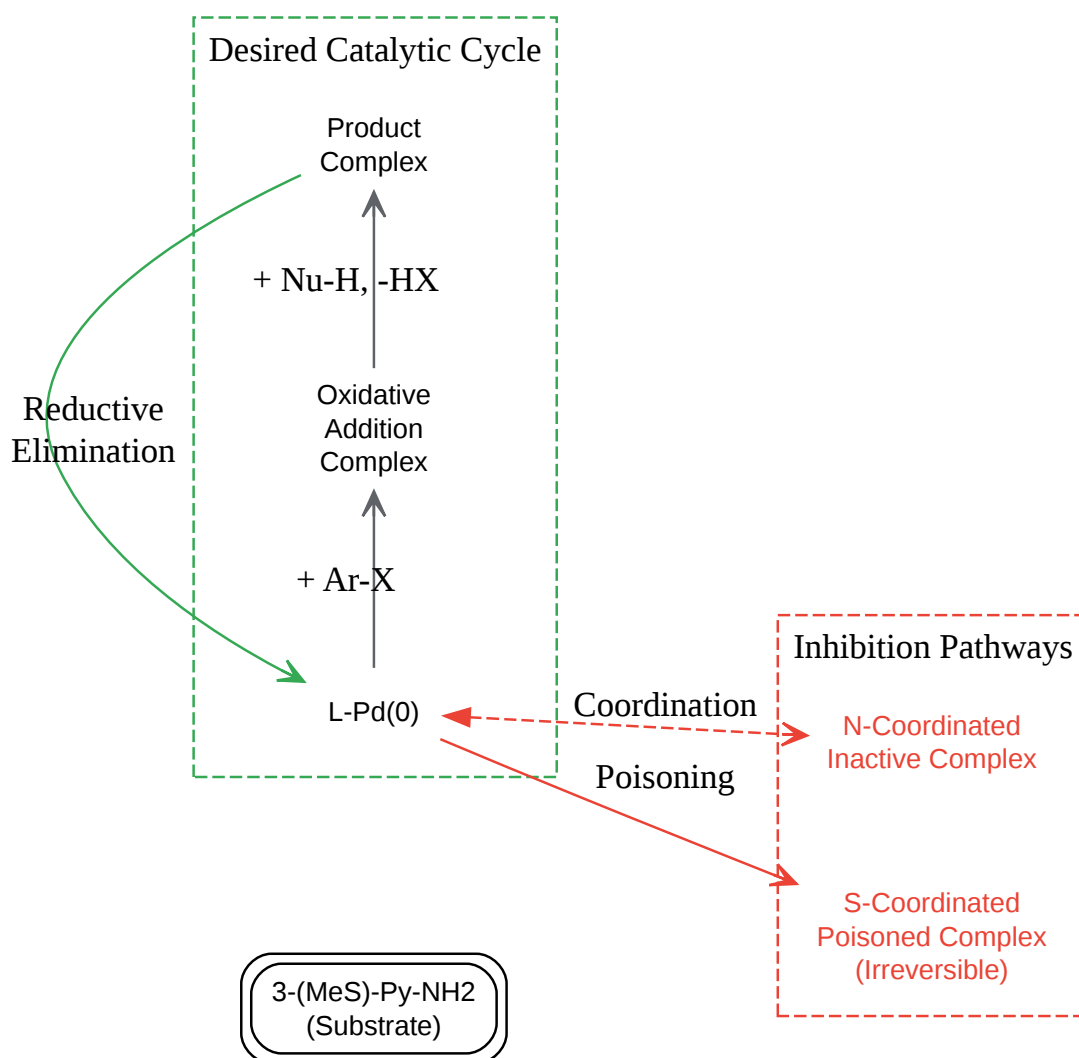 Desired Catalytic Cycle
Product
Complex
+ Nu-H, -HX
Reductive
Elimination
Oxidative
Addition
Complex
+ Ar-X
L-Pd(0)
Coordination
Poisoning
Inhibition Pathways
N-Coordinated
Inactive Complex
S-Coordinated
Poisoned Complex
(Irreversible)
3-(MeS)-Py-NH2
(Substrate)